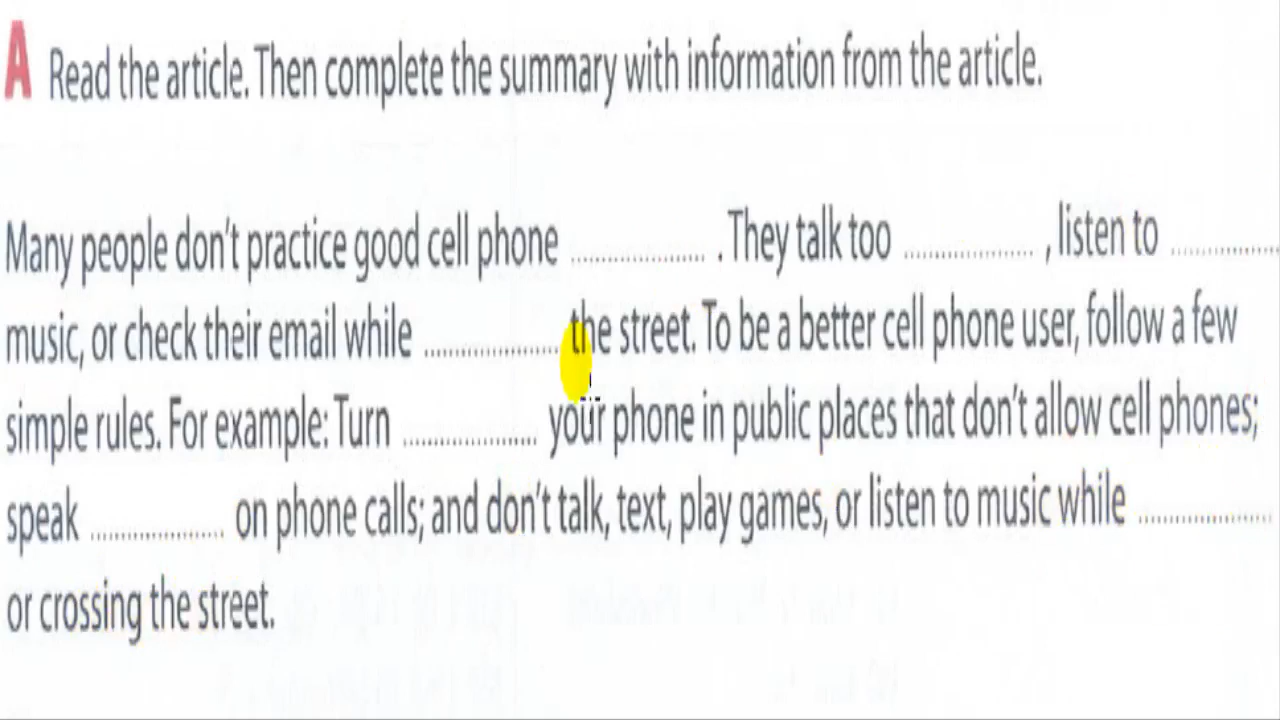 A Read the article. Then complete the summary with information from the article.
Many people don't practice good cell phone .................... . They talk too .................... , listen to ....................
music, or check their email while .................... the street. To be a better cell phone user, follow a few
simple rules. For example: Turn .................... your phone in public places that don't allow cell phones;
speak .................... on phone calls; and don't talk, text, play games, or listen to music while ....................
or crossing the street.